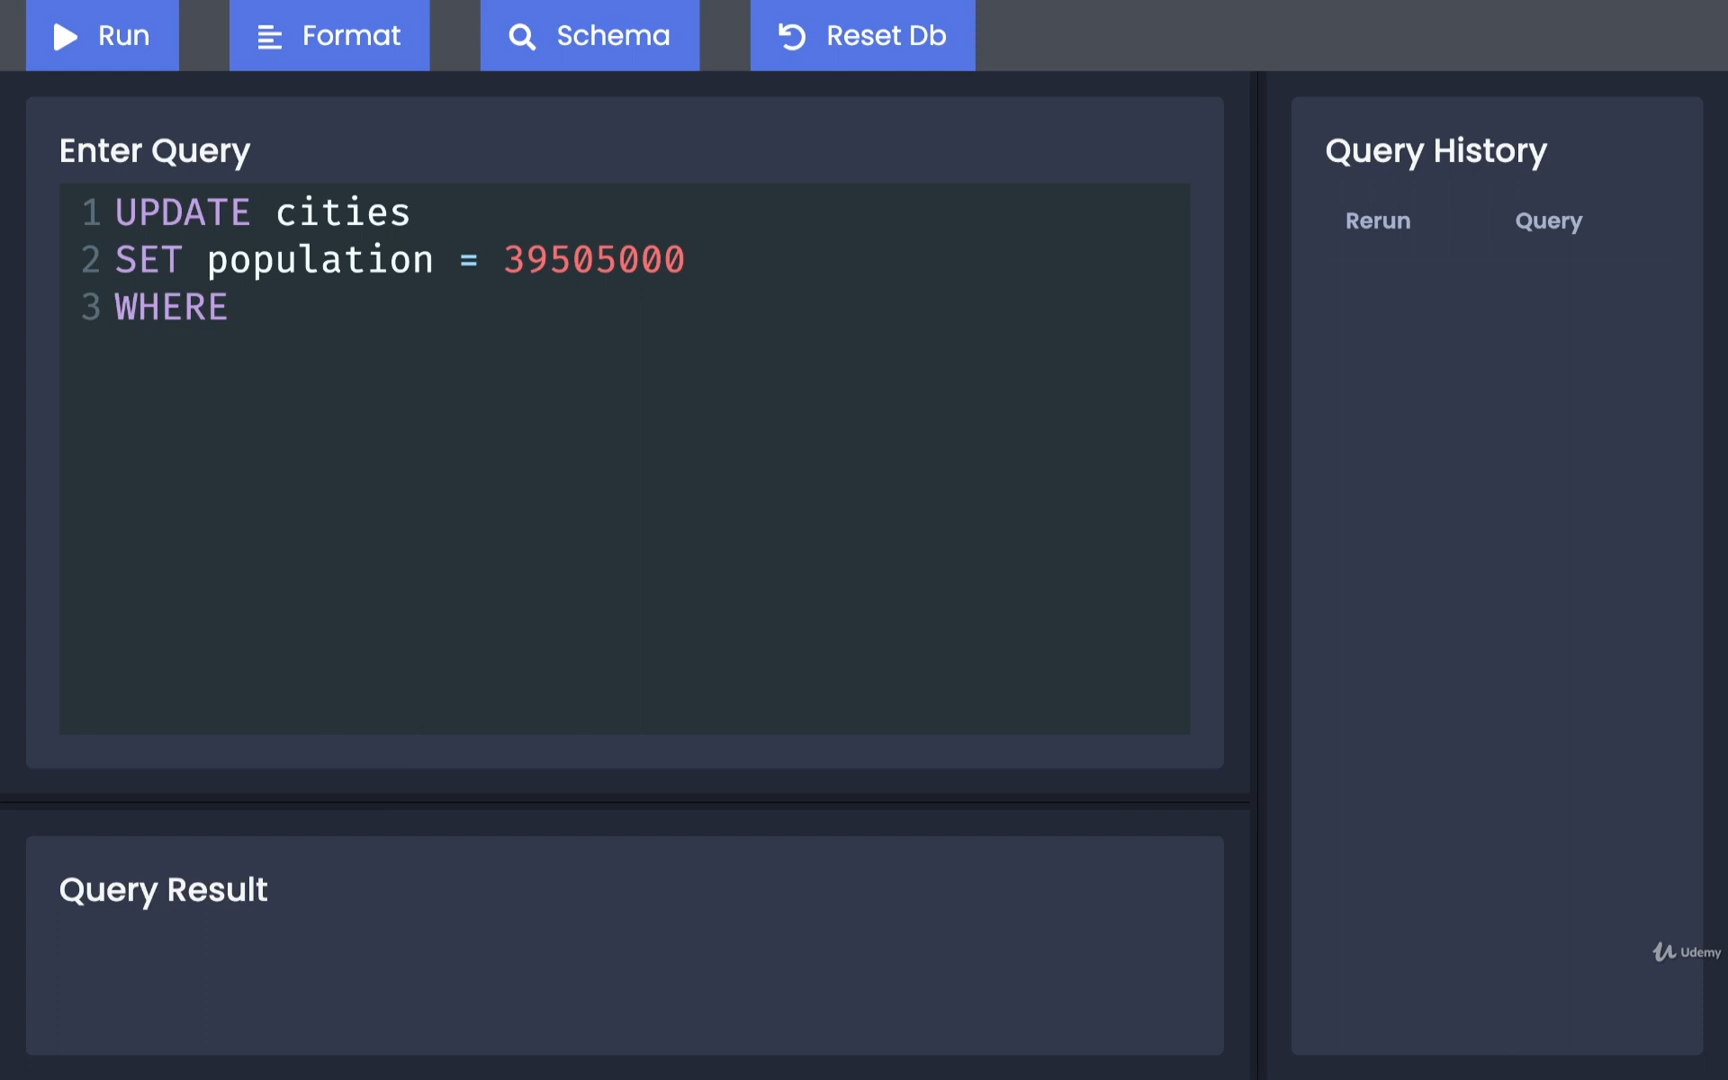 Run Format Schema Reset Db
Enter Query
1 UPDATE cities
2 SET population = 39505000
3 WHERE
Query Result
Query History
Rerun Query
Udemy